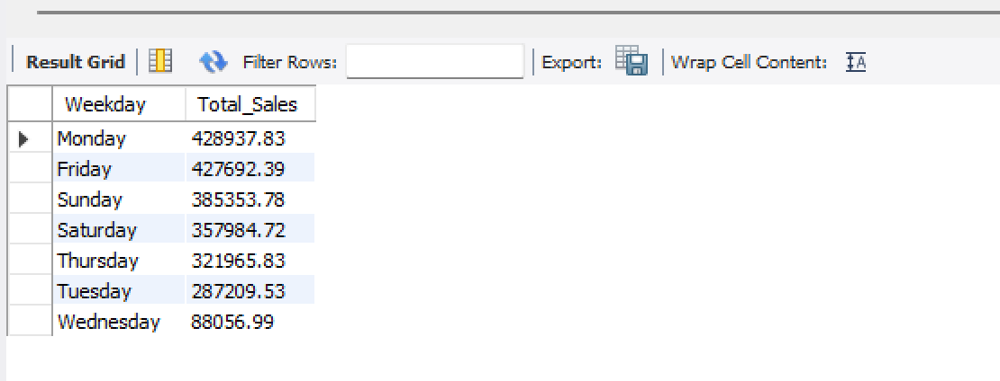 Result Grid Filter Rows: Export: Wrap Cell Content: IA
Weekday Total_Sales
Monday 428937.83
Friday 427692.39
Sunday 385353.78
Saturday 357984.72
Thursday 321965.83
Tuesday 287209.53
Wednesday 88056.99